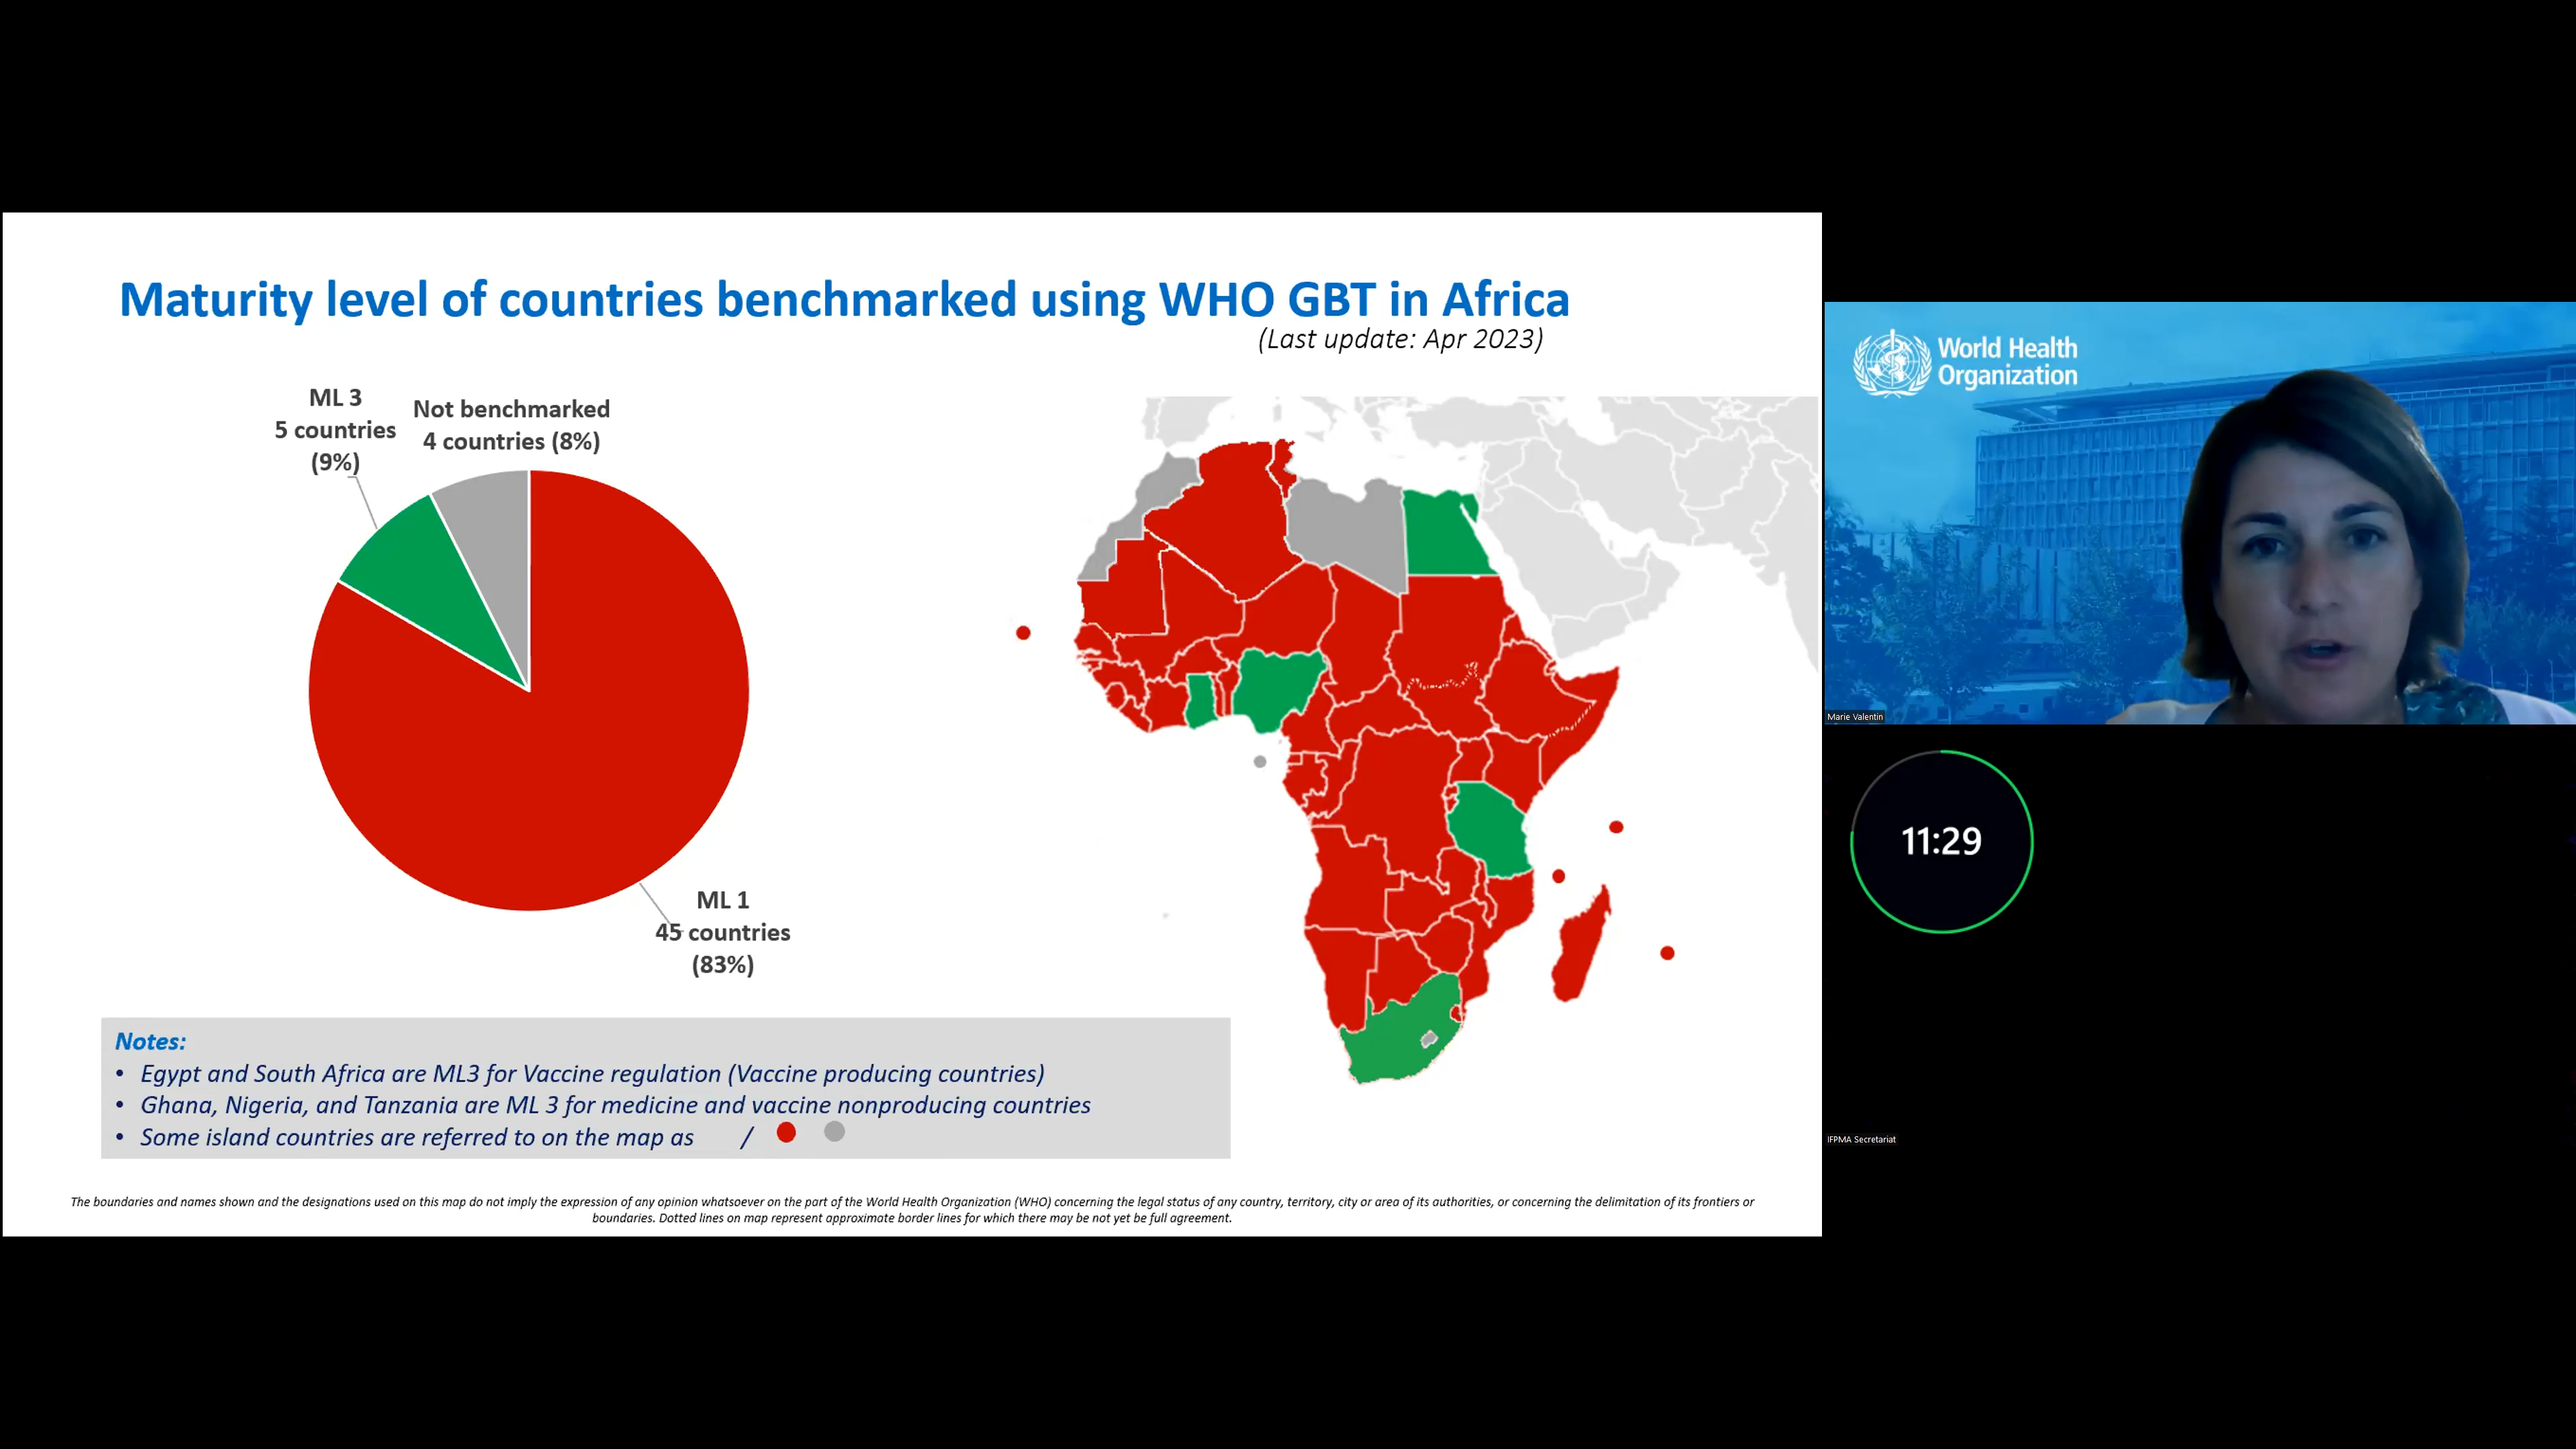 Maturity level of countries benchmarked using WHO GBT in Africa
(Last update: Apr 2023)
ML 3
5 countries
(9%)
Not benchmarked
4 countries (8%)
ML 1
45 countries
(83%)
Notes:
• Egypt and South Africa are ML3 for Vaccine regulation (Vaccine producing countries)
• Ghana, Nigeria, and Tanzania are ML 3 for medicine and vaccine nonproducing countries
• Some island countries are referred to on the map as /
The boundaries and names shown and the designations used on this map do not imply the expression of any opinion whatsoever on the part of the World Health Organization (WHO) concerning the legal status of any country, territory, city or area of its authorities, or concerning the delimitation of its frontiers or
boundaries. Dotted lines on map represent approximate border lines for which there may be not yet be full agreement.
World Health
Organization
Marie Valentin
11:29
IFPMA Secretariat